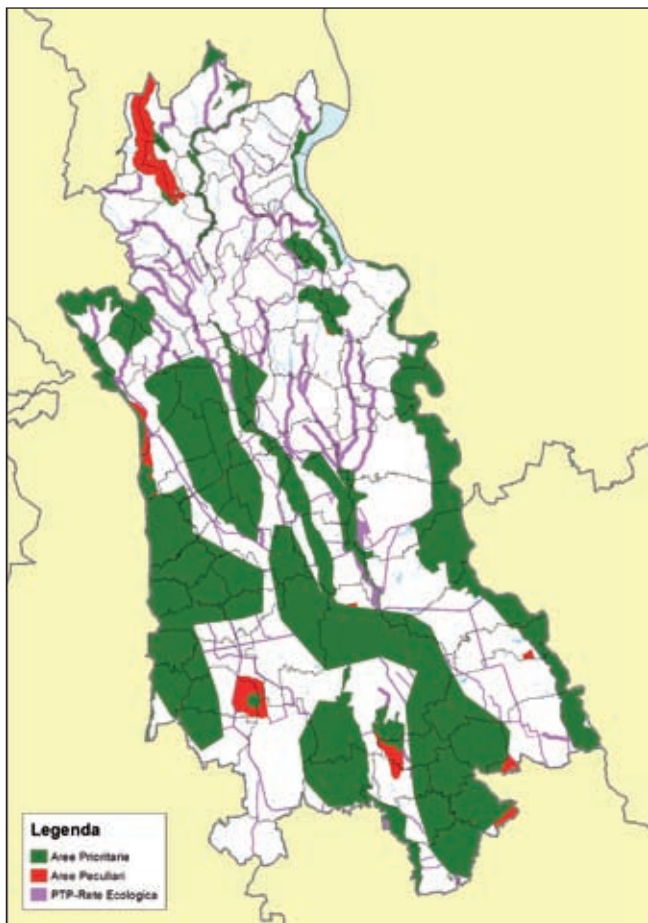 Legenda
Aree Prioritarie
Aree Peculiari
PTP-Rete Ecologica